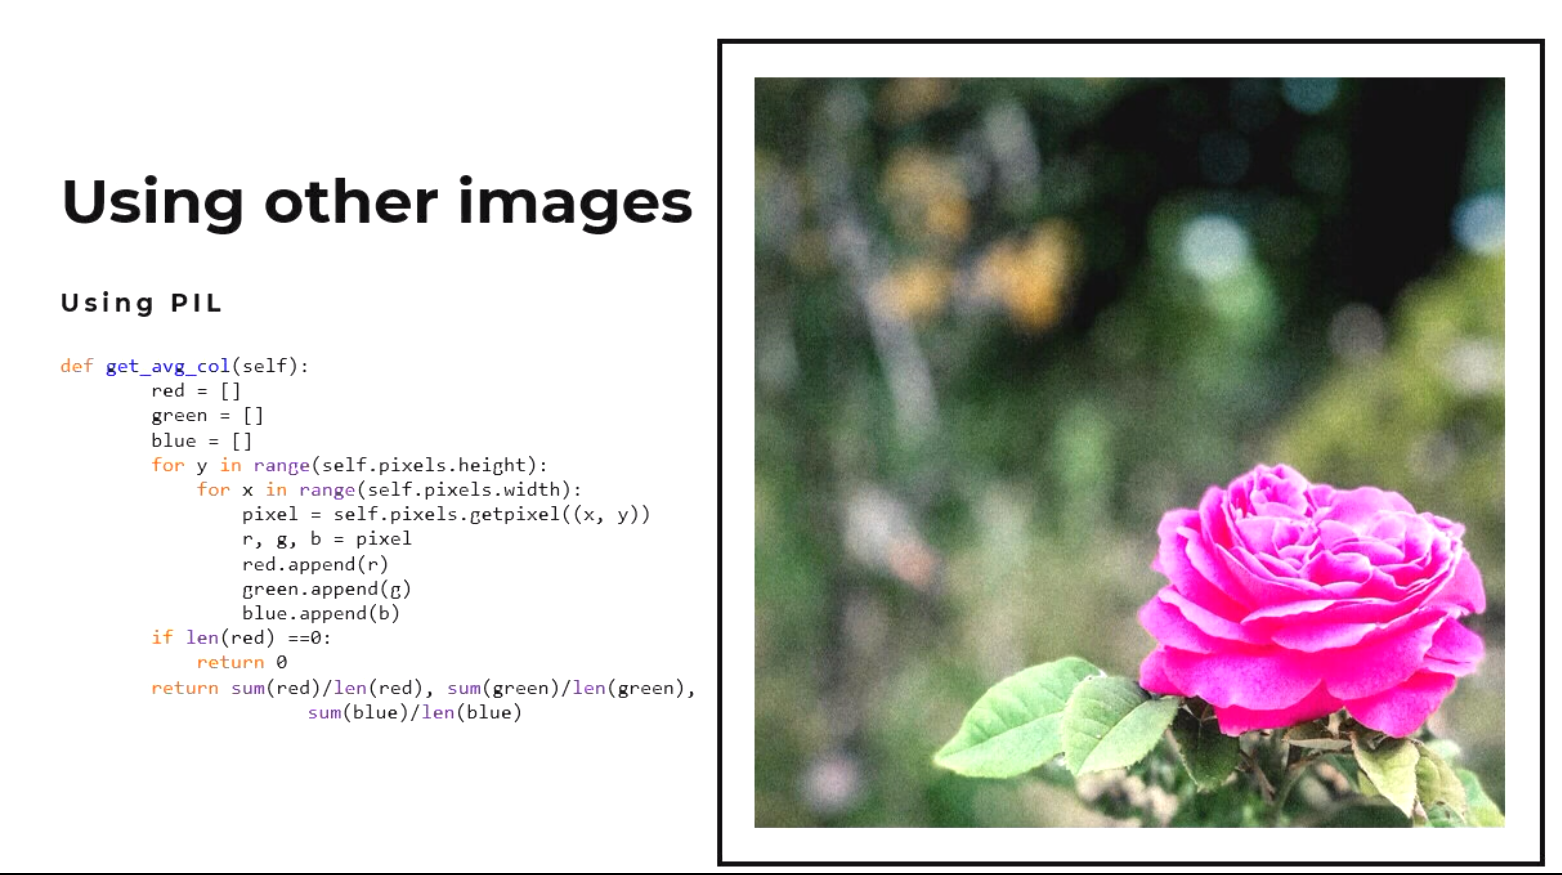 Using other images
Using PIL
def get_avg_col(self):
        red = []
        green = []
        blue = []
        for y in range(self.pixels.height):
            for x in range(self.pixels.width):
                pixel = self.pixels.getpixel((x, y))
                r, g, b = pixel
                red.append(r)
                green.append(g)
                blue.append(b)
        if len(red) ==0:
            return 0
        return sum(red)/len(red), sum(green)/len(green),
                      sum(blue)/len(blue)